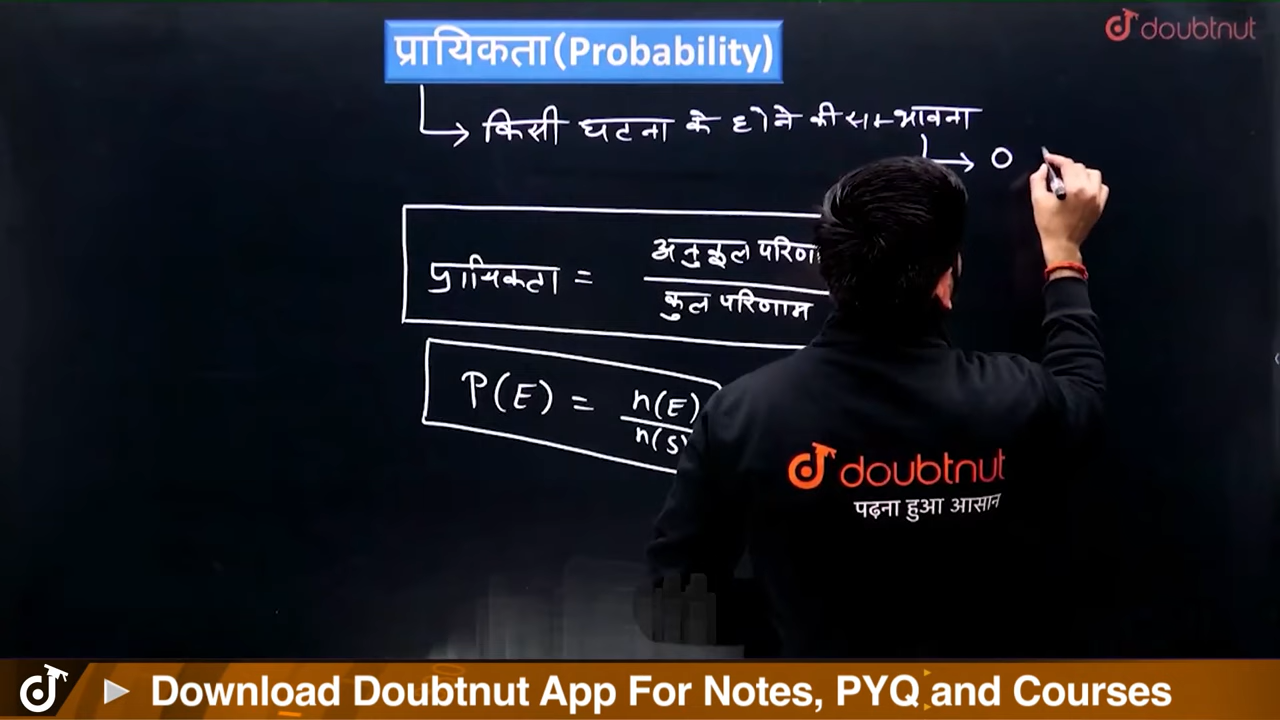 doubtnut
प्रायिकता(Probability)
किसी घटना के होने की सम्भावना
→ 0
प्रायिकता = अनुकूल
कुल परिणाम
P(E) = n(E)
n(S)
doubtnut
पढ़ना हुआ आसान
Download Doubtnut App For Notes, PYQ and Courses